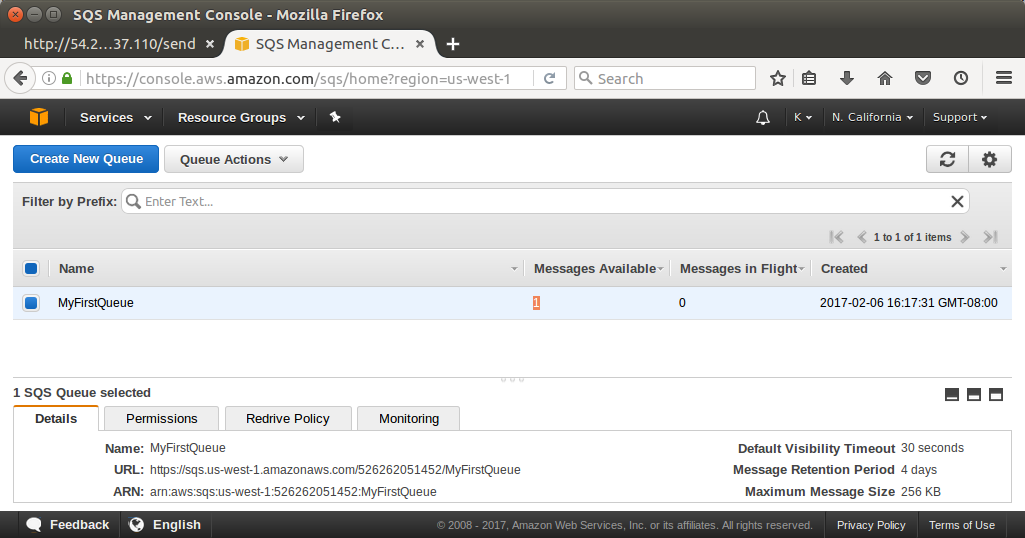 SQS Management Console - Mozilla Firefox
http://54.2…37.110/send × SQS Management C… × +
https://console.aws.amazon.com/sqs/home?region=us-west-1 Search
Services Resource Groups K N. California Support
Create New Queue Queue Actions
Filter by Prefix: Enter Text...
1 to 1 of 1 items
Name Messages Available Messages in Flight Created
MyFirstQueue 1 0 2017-02-06 16:17:31 GMT-08:00
1 SQS Queue selected
Details Permissions Redrive Policy Monitoring
Name: MyFirstQueue Default Visibility Timeout 30 seconds
URL: https://sqs.us-west-1.amazonaws.com/526262051452/MyFirstQueue Message Retention Period 4 days
ARN: arn:aws:sqs:us-west-1:526262051452:MyFirstQueue Maximum Message Size 256 KB
Feedback English © 2008 - 2017, Amazon Web Services, Inc. or its affiliates. All rights reserved. Privacy Policy Terms of Use